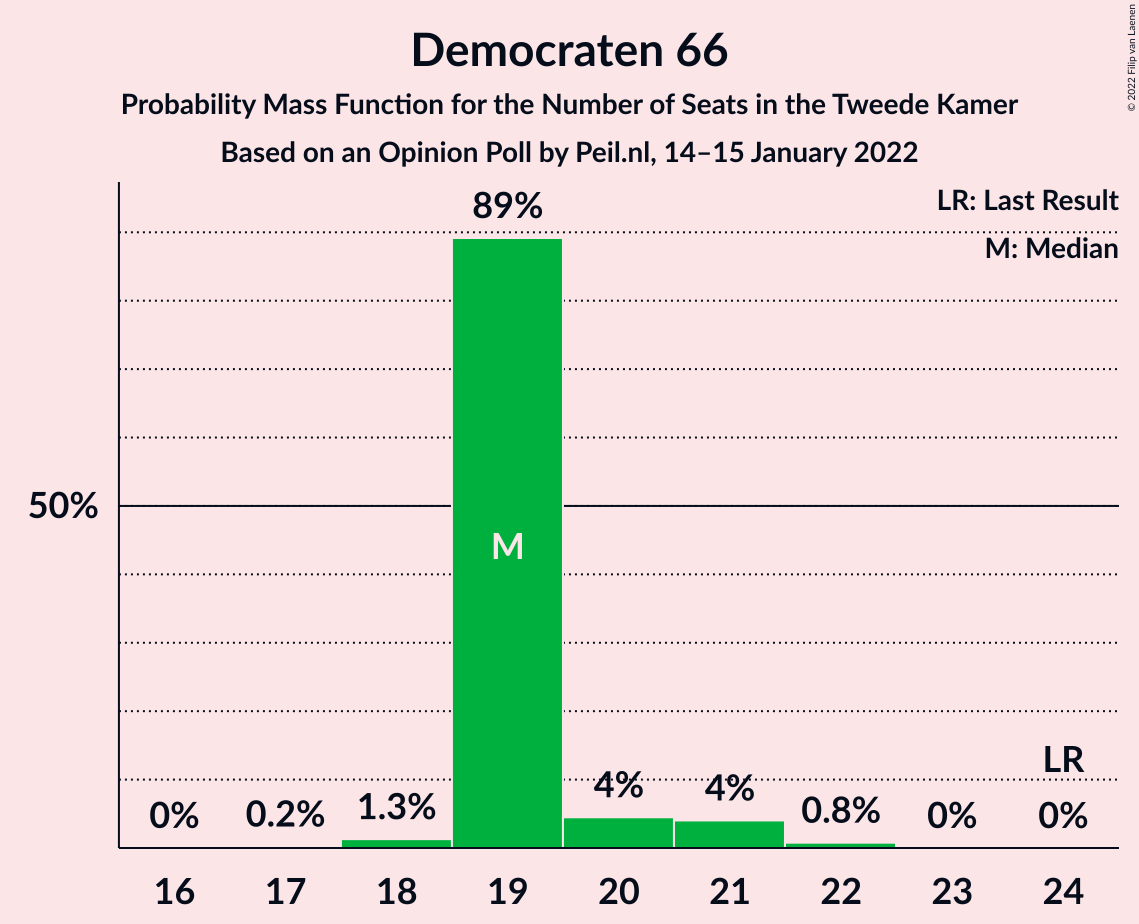 Democraten 66
Probability Mass Function for the Number of Seats in the Tweede Kamer
Based on an Opinion Poll by Peil.nl, 14–15 January 2022
© 2022 Filip van Laenen
LR: Last Result
M: Median
89%
50%
M
LR
0%
0.2%
1.3%
4%
4%
0.8%
0%
0%
16
17
18
19
20
21
22
23
24